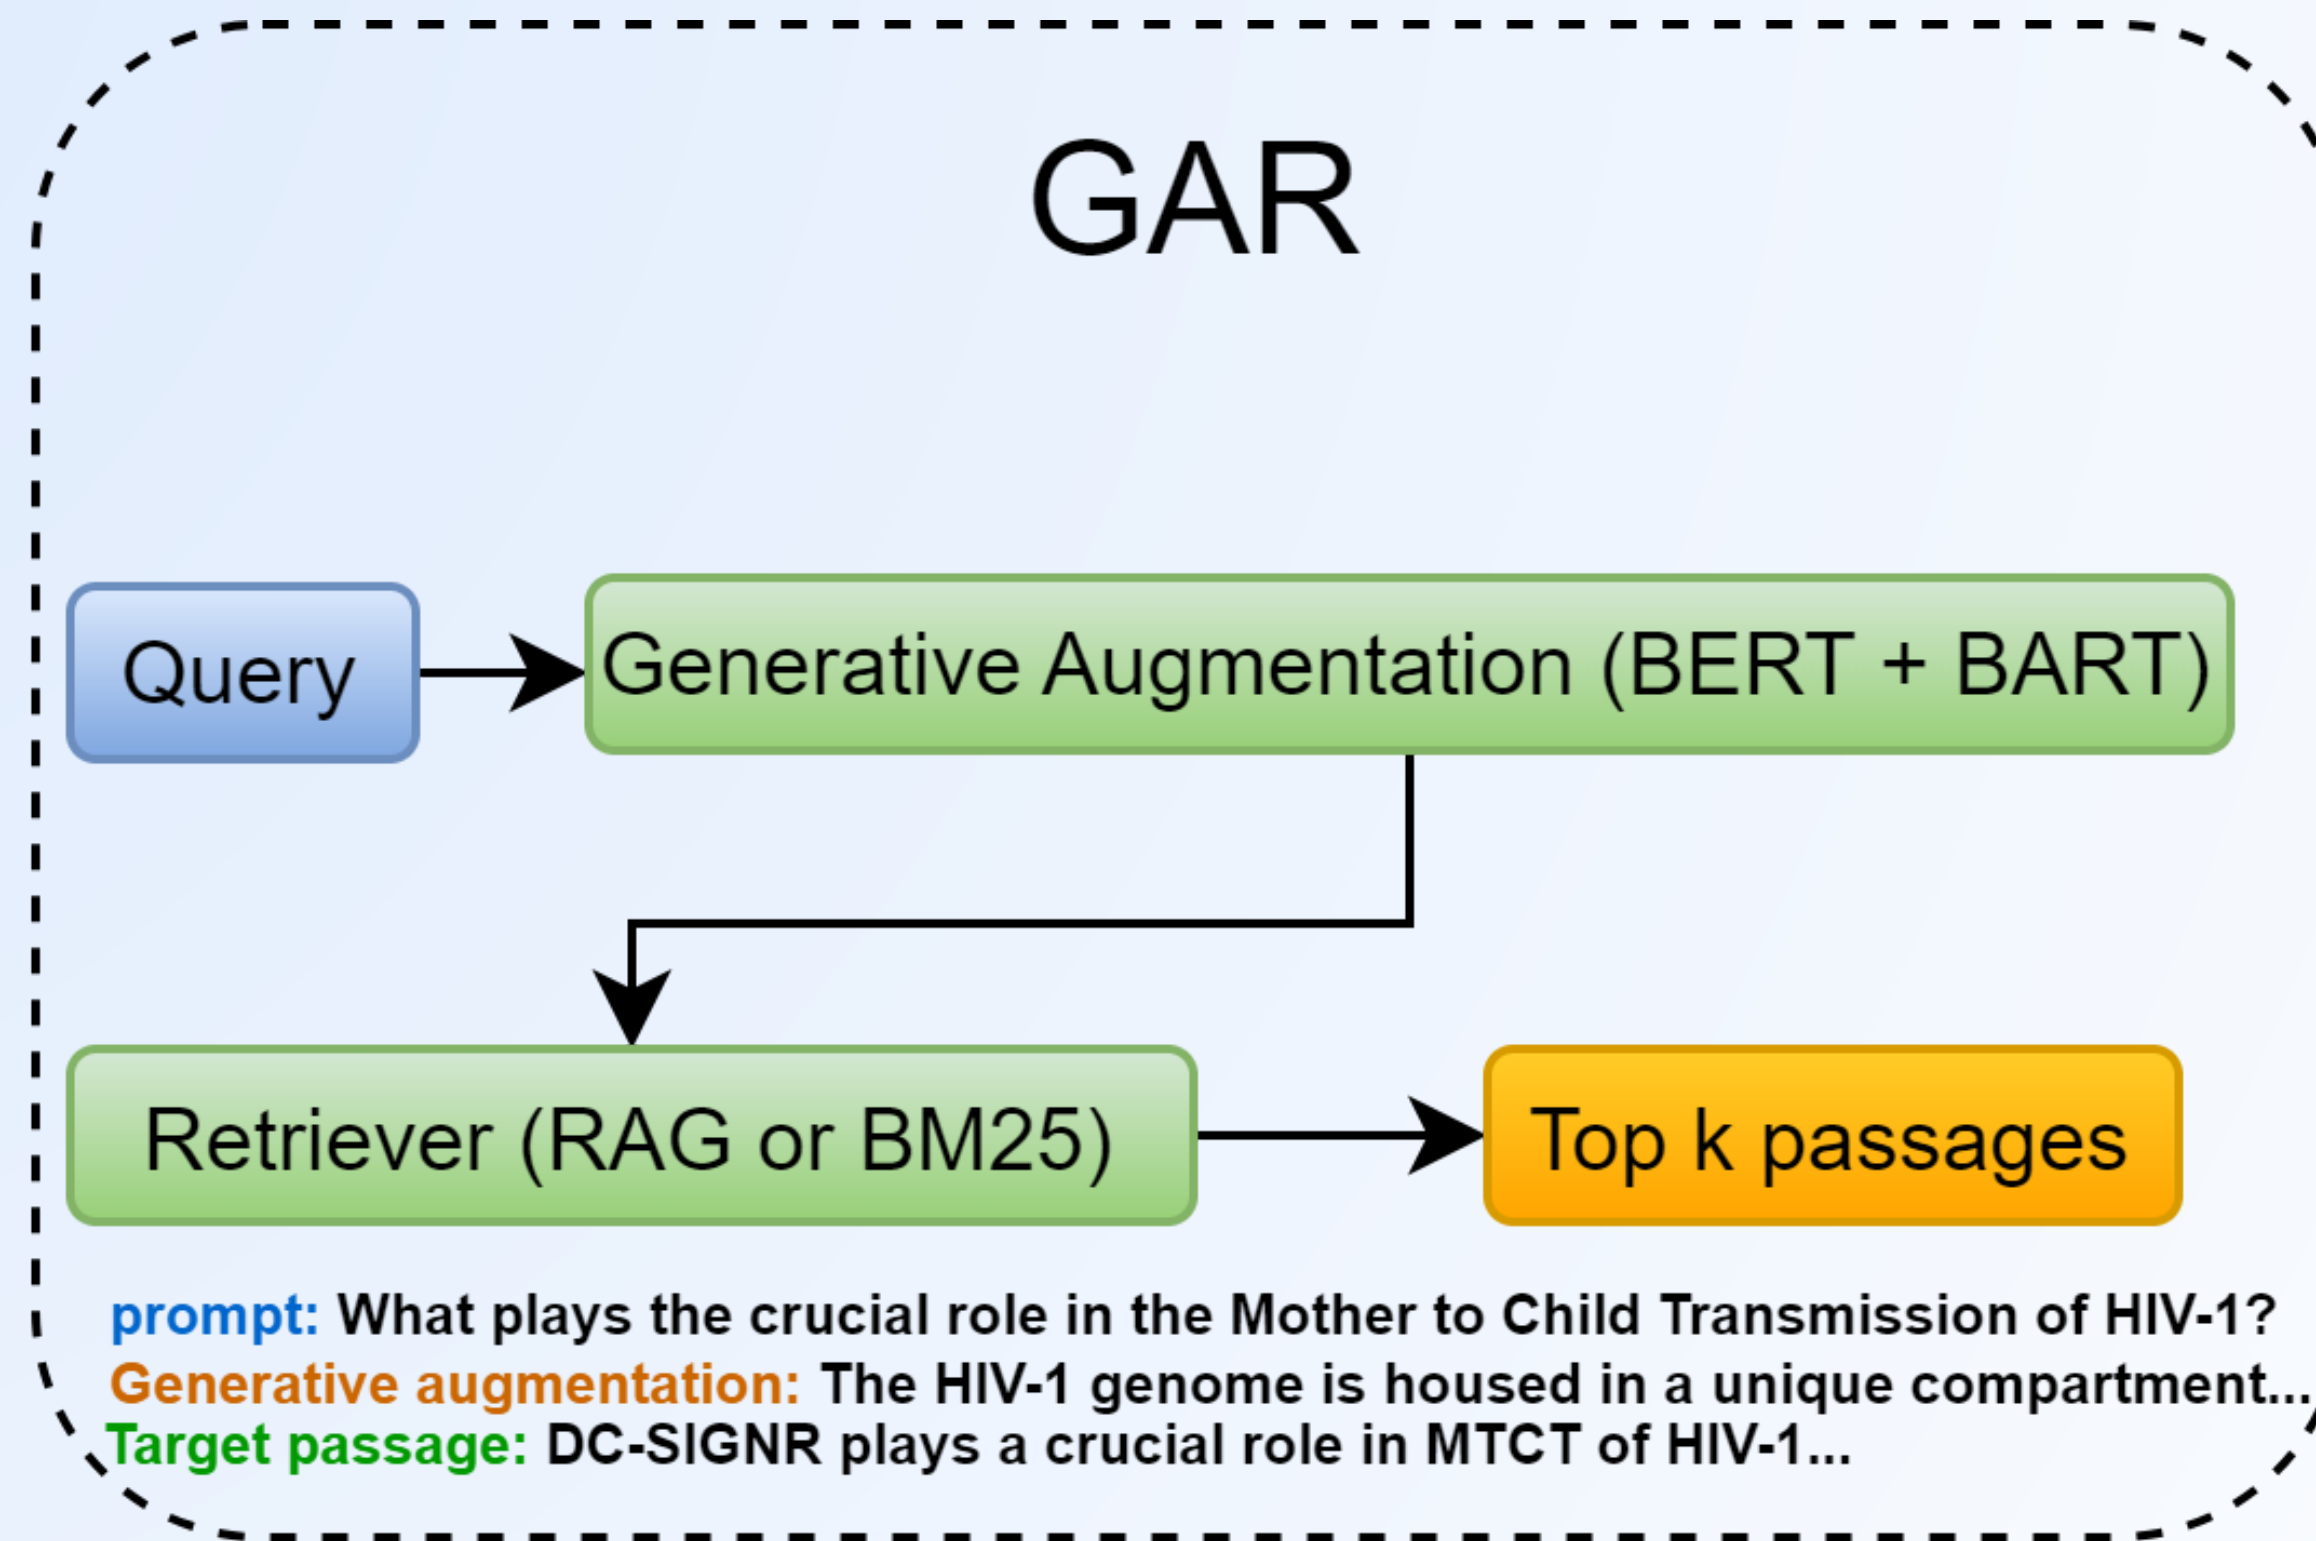 GAR
Query
Generative Augmentation (BERT + BART)
Retriever (RAG or BM25)
Top k passages
prompt: What plays the crucial role in the Mother to Child Transmission of HIV-1?
Generative augmentation: The HIV-1 genome is housed in a unique compartment...
Target passage: DC-SIGNR plays a crucial role in MTCT of HIV-1...